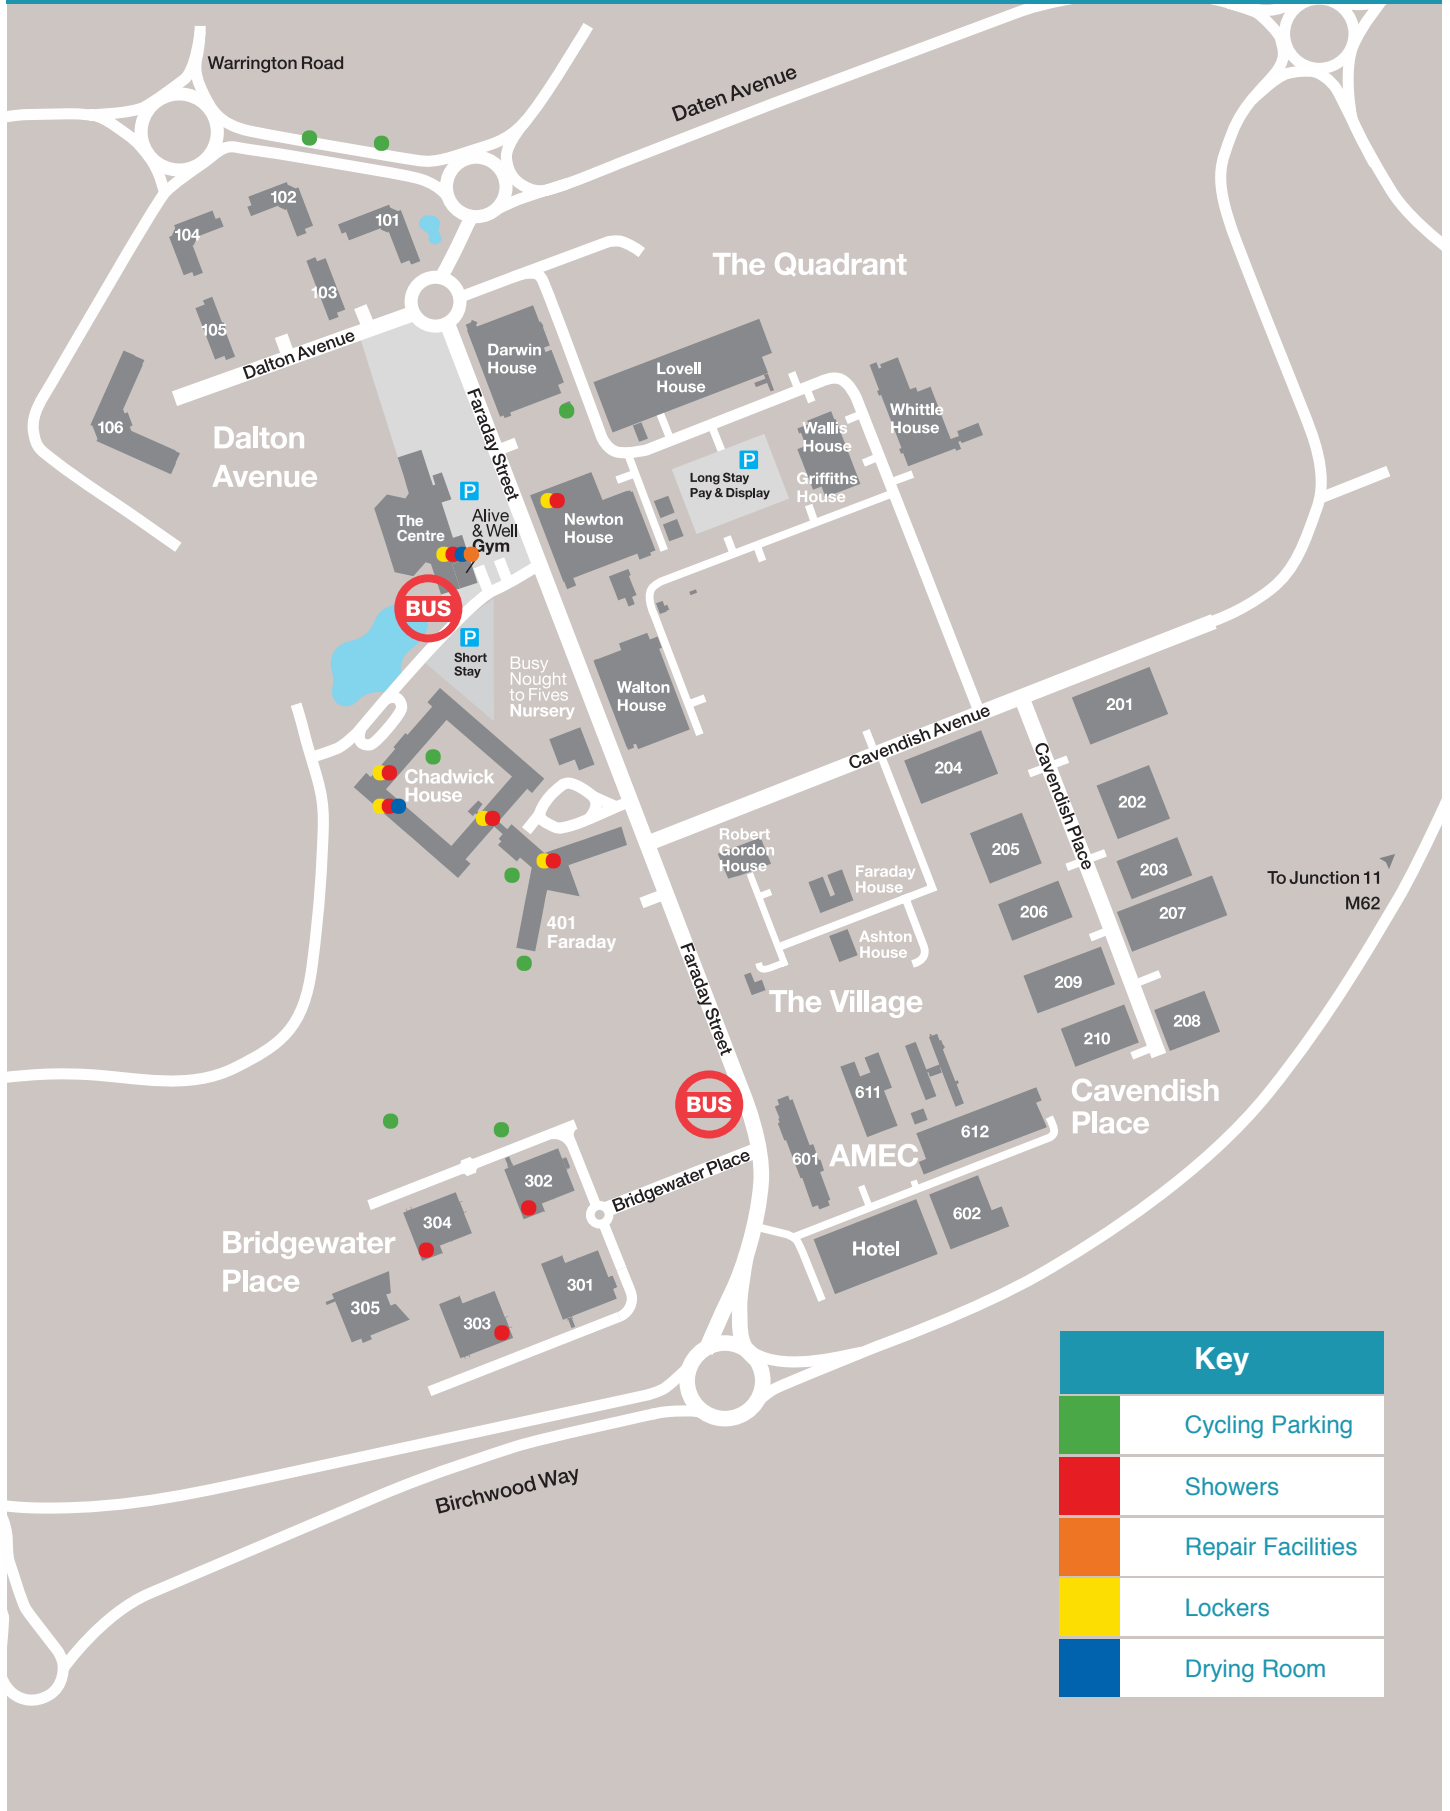 Warrington Road
Daten Avenue
102
101
104
103
105
The Quadrant
Dalton Avenue
Darwin
House
Lovell
House
Faraday Street
Whittle
House
Wallis
House
106
Dalton
Avenue
P
Long Stay
Pay & Display
Griffiths
House
P
Alive
& Well
Gym
The
Centre
Newton
House
BUS
P
Short
Stay
Busy
Nought
to Fives
Nursery
Walton
House
Cavendish Avenue
201
204
Cavendish Place
202
Chadwick
House
Robert
Gordon
House
205
203
Faraday
House
To Junction 11
M62
206
207
401
Faraday
Ashton
House
Faraday Street
209
The Village
208
210
611
Cavendish
Place
BUS
612
601
AMEC
Bridgewater Place
302
304
602
Bridgewater
Place
Hotel
301
305
303
Key
Cycling Parking
Showers
Repair Facilities
Lockers
Drying Room
Birchwood Way